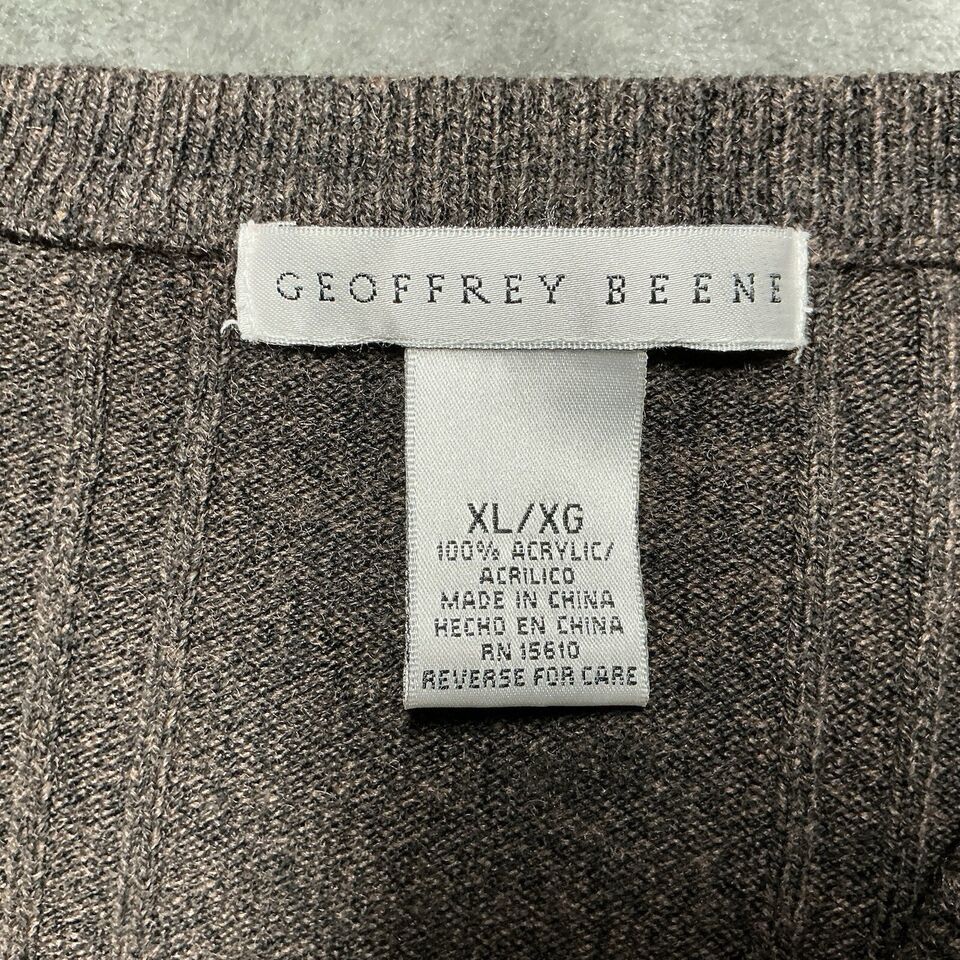 GEOFFREY BEENE
XL/XG
100% ACRYLIC/
ACRILICO
MADE IN CHINA
HECHO EN CHINA
RN 15610
REVERSE FOR CARE